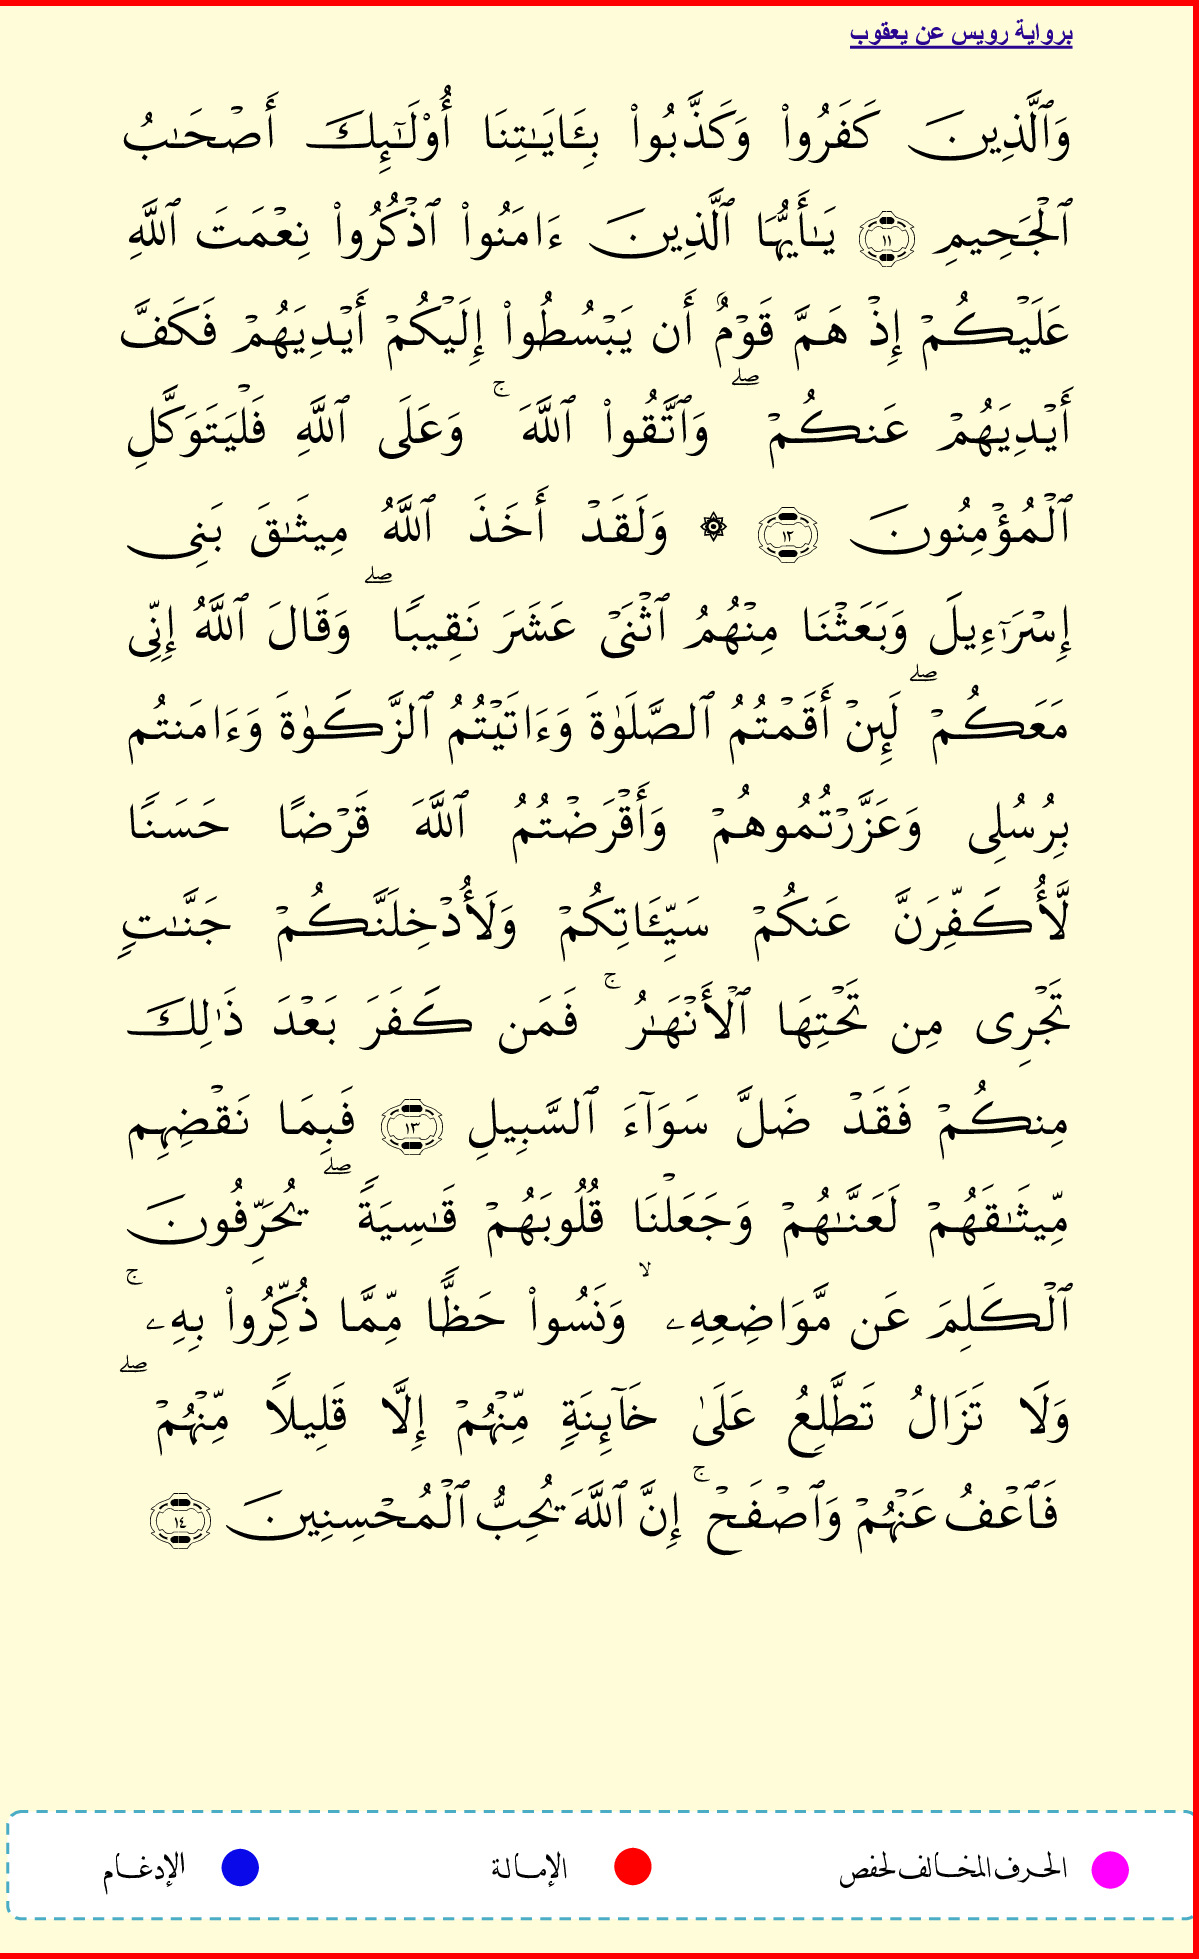 برواية رويس عن يعقوب
وَٱلَّذِينَ كَفَرُوا۟ وَكَذَّبُوا۟ بِـَٔايَـٰتِنَا أُو۟لَـٰٓئِكَ أَصْحَـٰبُ
ٱلْجَحِيمِ ١١ يَـٰأَيُّهَا ٱلَّذِينَ ءَامَنُوا۟ ٱذْكُرُوا۟ نِعْمَتَ ٱللَّهِ
عَلَيْكُمْ إِذْ هَمَّ قَوْمٌ أَن يَبْسُطُوا۟ إِلَيْكُمْ أَيْدِيَهُمْ فَكَفَّ
أَيْدِيَهُمْ عَنكُمْ ۖ وَٱتَّقُوا۟ ٱللَّهَ ۚ وَعَلَى ٱللَّهِ فَلْيَتَوَكَّلِ
ٱلْمُؤْمِنُونَ ١٢ ۞ وَلَقَدْ أَخَذَ ٱللَّهُ مِيثَـٰقَ بَنِى
إِسْرَٰٓءِيلَ وَبَعَثْنَا مِنْهُمُ ٱثْنَىْ عَشَرَ نَقِيبًا ۖ وَقَالَ ٱللَّهُ إِنِّى
مَعَكُمْ ۖ لَئِنْ أَقَمْتُمُ ٱلصَّلَوٰةَ وَءَاتَيْتُمُ ٱلزَّكَوٰةَ وَءَامَنتُم
بِرُسُلِى وَعَزَّرْتُمُوهُمْ وَأَقْرَضْتُمُ ٱللَّهَ قَرْضًا حَسَنًا
لَّأُكَفِّرَنَّ عَنكُمْ سَيِّـَٔاتِكُمْ وَلَأُدْخِلَنَّكُمْ جَنَّـٰتٍ
تَجْرِى مِن تَحْتِهَا ٱلْأَنْهَـٰرُ ۚ فَمَن كَفَرَ بَعْدَ ذَٰلِكَ
مِنكُمْ فَقَدْ ضَلَّ سَوَآءَ ٱلسَّبِيلِ ١٣ فَبِمَا نَقْضِهِم
مِّيثَـٰقَهُمْ لَعَنَّـٰهُمْ وَجَعَلْنَا قُلُوبَهُمْ قَـٰسِيَةً ۖ يُحَرِّفُونَ
ٱلْكَلِمَ عَن مَّوَاضِعِهِۦ ۙ وَنَسُوا۟ حَظًّا مِّمَّا ذُكِّرُوا۟ بِهِۦ ۚ
وَلَا تَزَالُ تَطَّلِعُ عَلَىٰ خَآئِنَةٍ مِّنْهُمْ إِلَّا قَلِيلًا مِّنْهُمْ ۖ
فَٱعْفُ عَنْهُمْ وَٱصْفَحْ ۚ إِنَّ ٱللَّهَ يُحِبُّ ٱلْمُحْسِنِينَ ١٤
الحرف المخالف لحفص الإمالة الإدغام